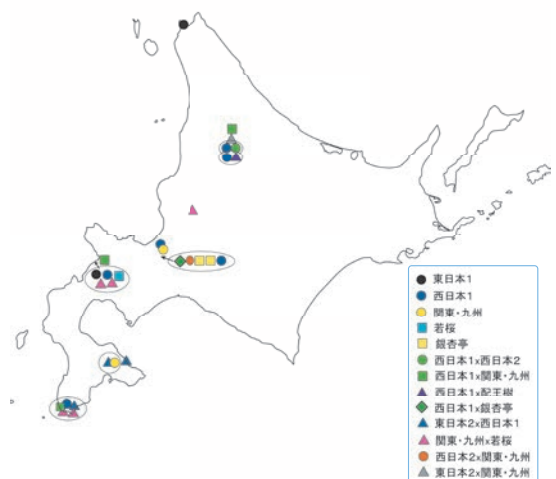 東日本1
西日本1
関東・九州
若桜
銀杏亭
西日本1x西日本2
西日本1x関東・九州
西日本1x配王樹
西日本1x銀杏亭
東日本2x西日本1
関東・九州x若桜
西日本2x関東・九州
東日本2x関東・九州